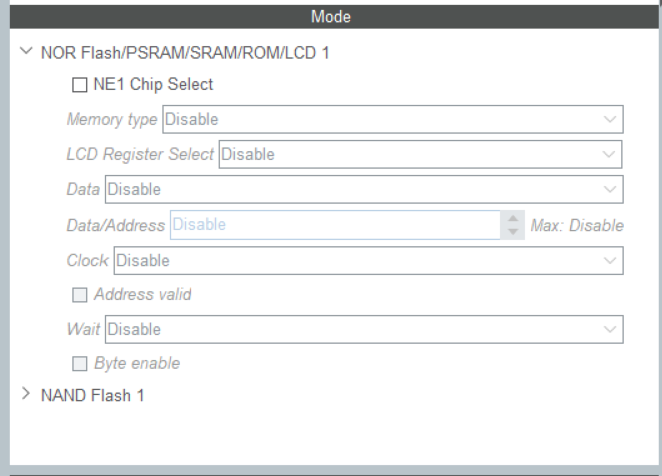 Mode
NOR Flash/PSRAM/SRAM/ROM/LCD 1
NE1 Chip Select
Memory type Disable
LCD Register Select Disable
Data Disable
Data/Address Disable Max: Disable
Clock Disable
Address valid
Wait Disable
Byte enable
NAND Flash 1